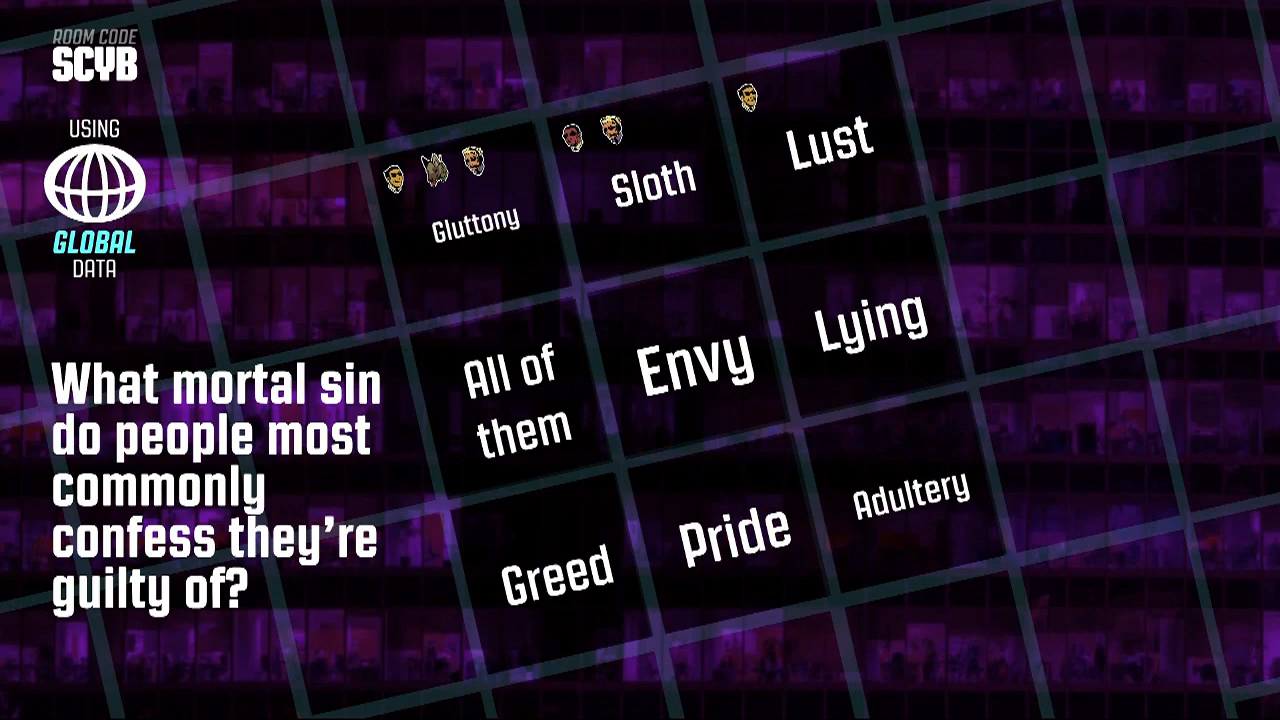 ROOM CODE
SCYB
USING
GLOBAL
DATA
What mortal sin
do people most
commonly
confess they're
guilty of?
Gluttony
Sloth
Lust
All of
them
Envy
Lying
Greed
Pride
Adultery